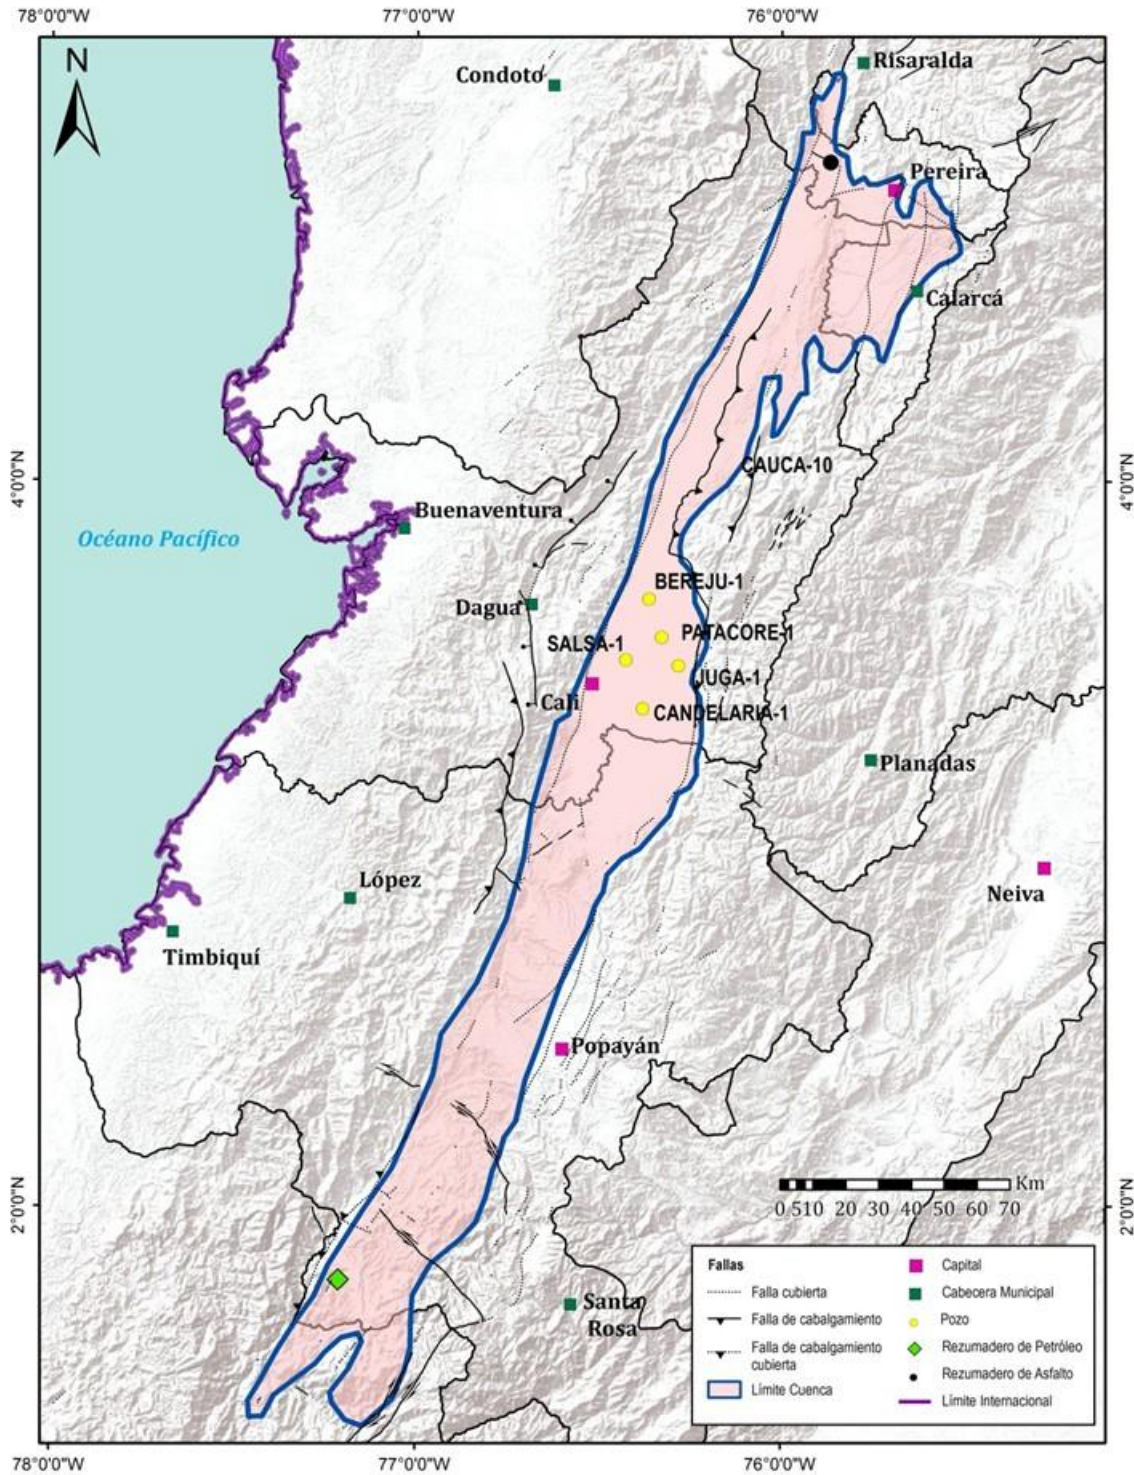 78°0'0"W 77°0'0"W 76°0'0"W
N
Condoto
Risaralda
Pereira
Calarcá
4°0'0"N
CAUCA-10
4°0'0"N
Buenaventura
Océano Pacífico
BEREJU-1
Dagua
PATACORE-1
SALSA-1
JUGA-1
Cali
CANDELARIA-1
Planadas
López
Neiva
Timbiquí
Popayán
Km
0 5 10 20 30 40 50 60 70
2°0'0"N
2°0'0"N
Santa
Rosa
Fallas
Falla cubierta
Falla de cabalgamiento
Falla de cabalgamiento
cubierta
Límite Cuenca
Capital
Cabecera Municipal
Pozo
Rezumadero de Petróleo
Rezumadero de Asfalto
Límite Internacional
78°0'0"W 77°0'0"W 76°0'0"W